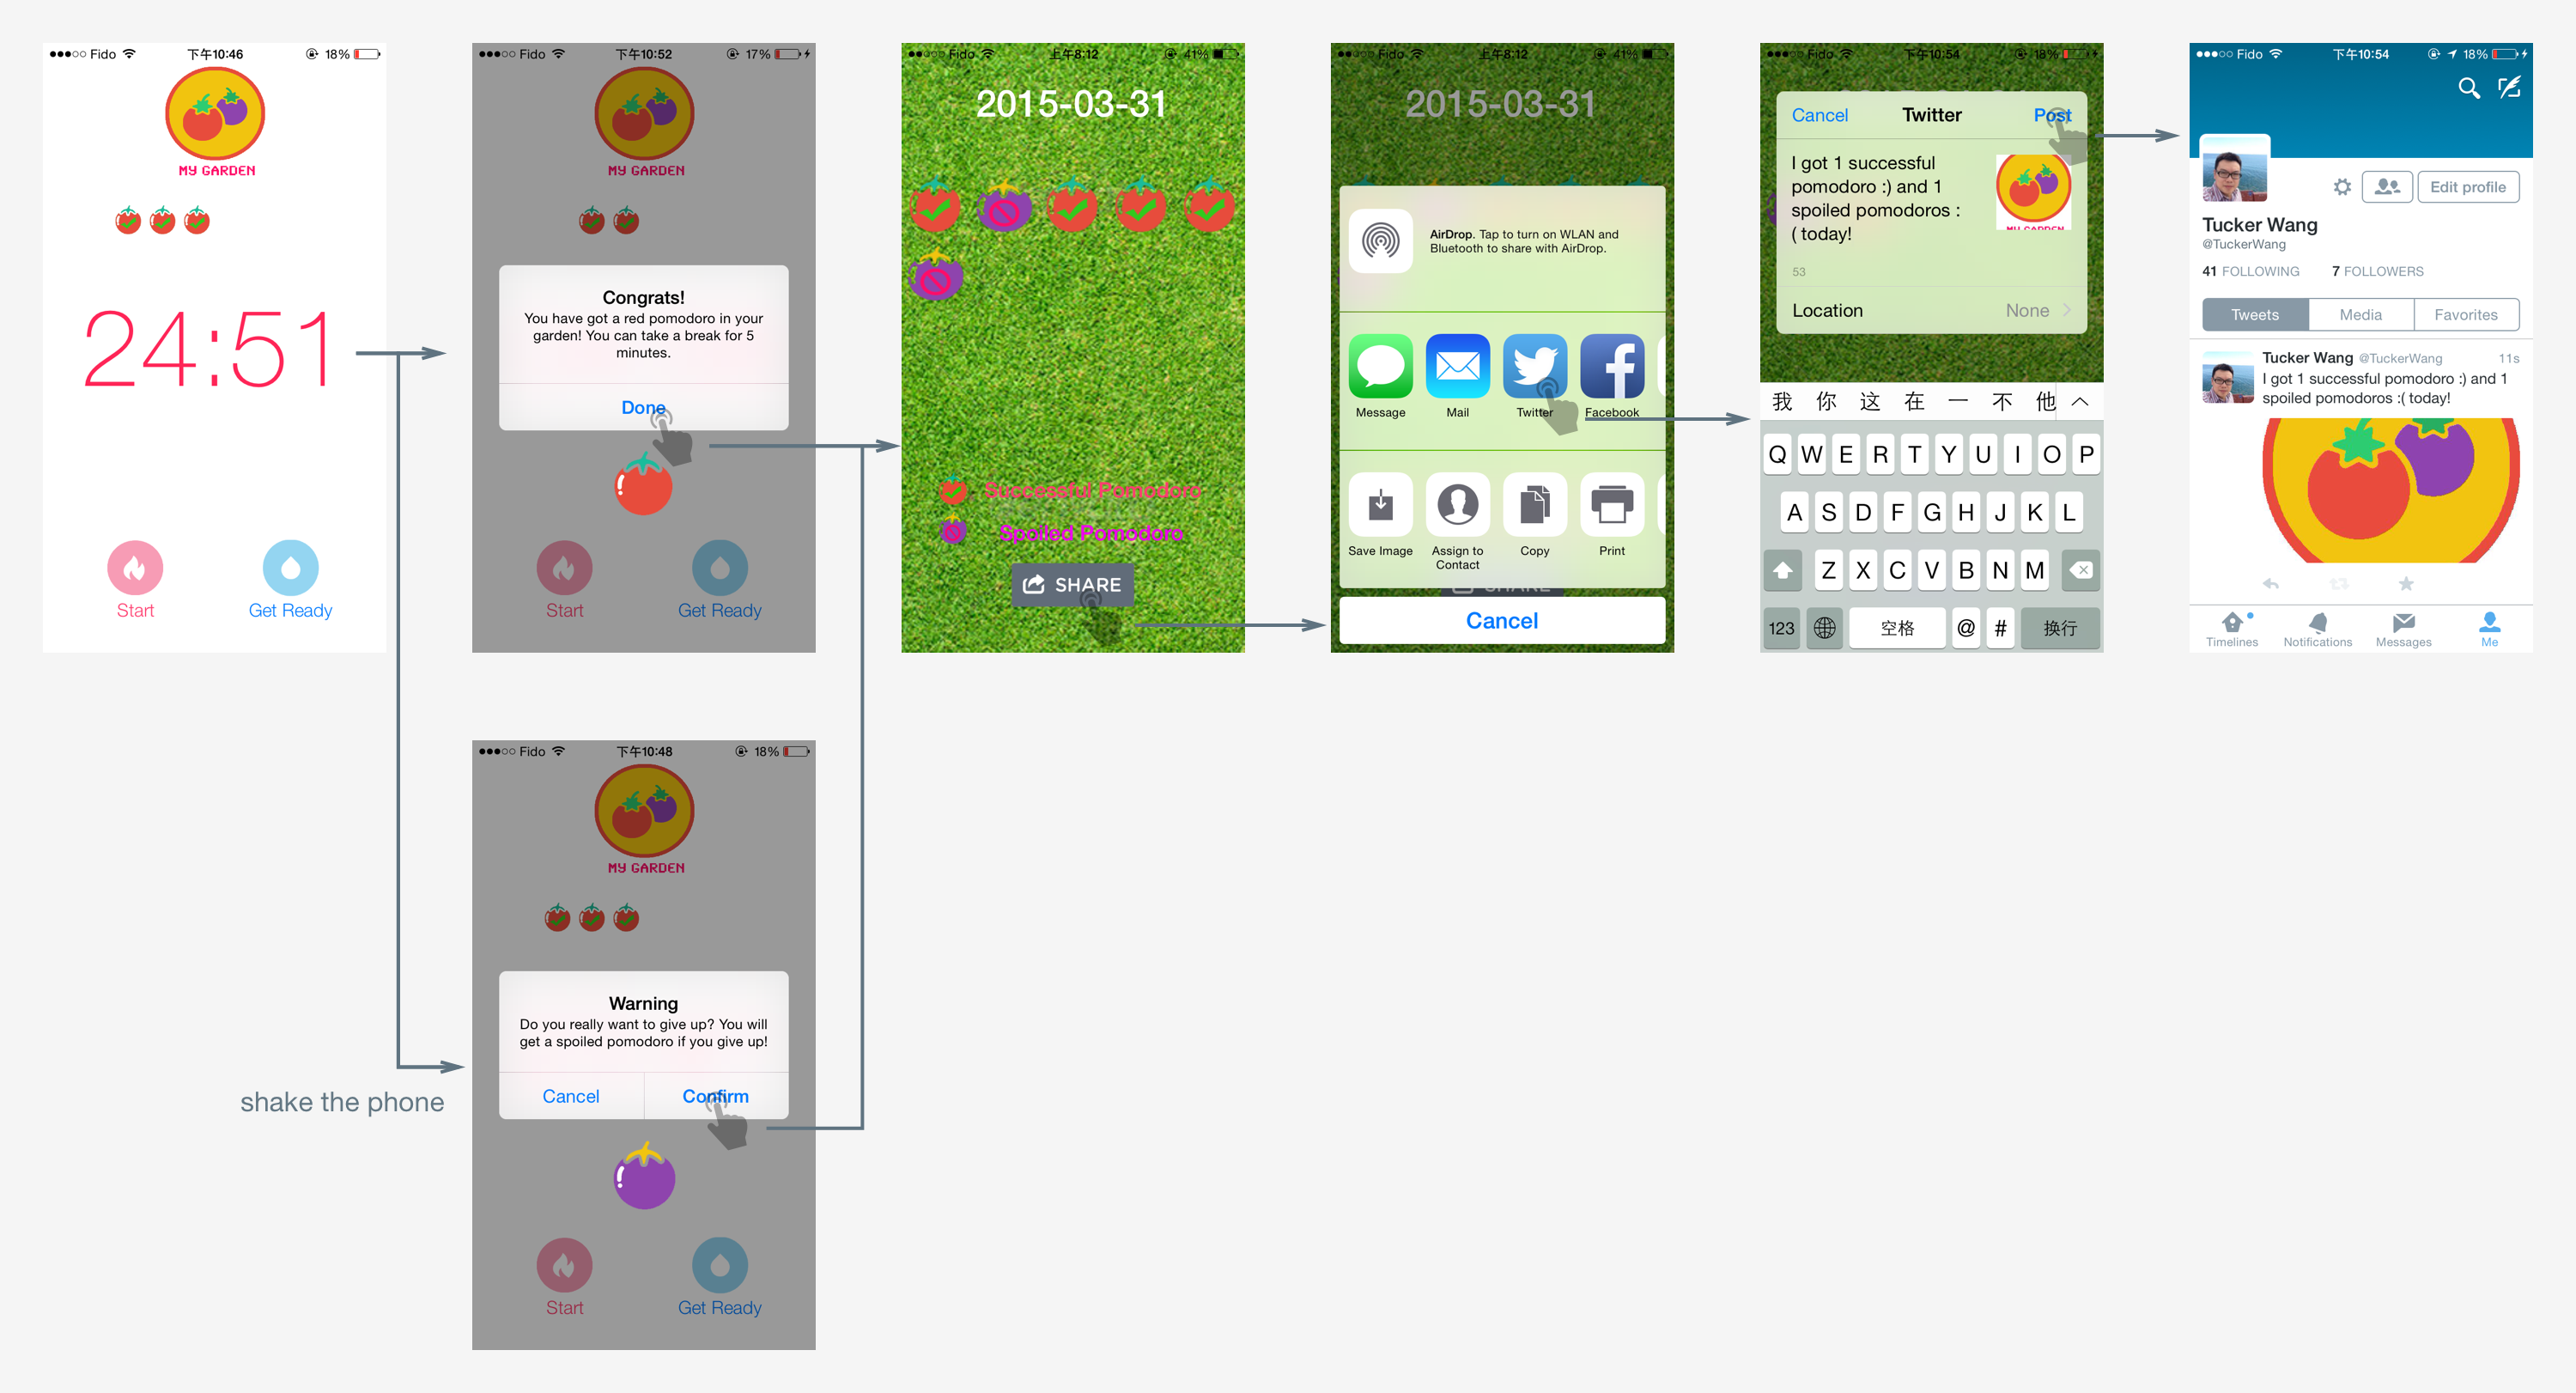 Fido 下午10:46 18%
MY GARDEN
24:51
Start Get Ready
Fido 下午10:52 17%
MY GARDEN
Congrats!
You have got a red pomodoro in your
garden! You can take a break for 5
minutes.
Done
Start Get Ready
Fido 上午8:12 41%
2015-03-31
Successful Pomodoro
Spoiled Pomodoro
SHARE
Fido 上午8:12 41%
2015-03-31
AirDrop. Tap to turn on WLAN and
Bluetooth to share with AirDrop.
Message Mail Twitter Facebook
Save Image Assign to Copy Print
Contact
SHARE
Cancel
Fido 下午10:54 18%
Cancel Twitter Post
I got 1 successful
pomodoro :) and 1
spoiled pomodoros :
( today!
MY GARDEN
53
Location None
我 你 这 在 一 不 他
Q W E R T Y U I O P
A S D F G H J K L
Z X C V B N M
123 空格 @ # 换行
Fido 下午10:54 18%
Edit profile
Tucker Wang
@TuckerWang
41 FOLLOWING 7 FOLLOWERS
Tweets Media Favorites
Tucker Wang @TuckerWang 11s
I got 1 successful pomodoro :) and 1
spoiled pomodoros :( today!
Timelines Notifications Messages Me
shake the phone
Fido 下午10:48 18%
MY GARDEN
Warning
Do you really want to give up? You will
get a spoiled pomodoro if you give up!
Cancel Confirm
Start Get Ready